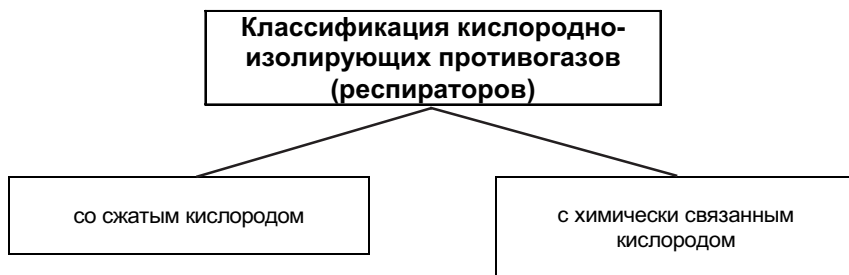 Классификация кислородно-
изолирующих противогазов
(респираторов)
со сжатым кислородом
с химически связанным
кислородом